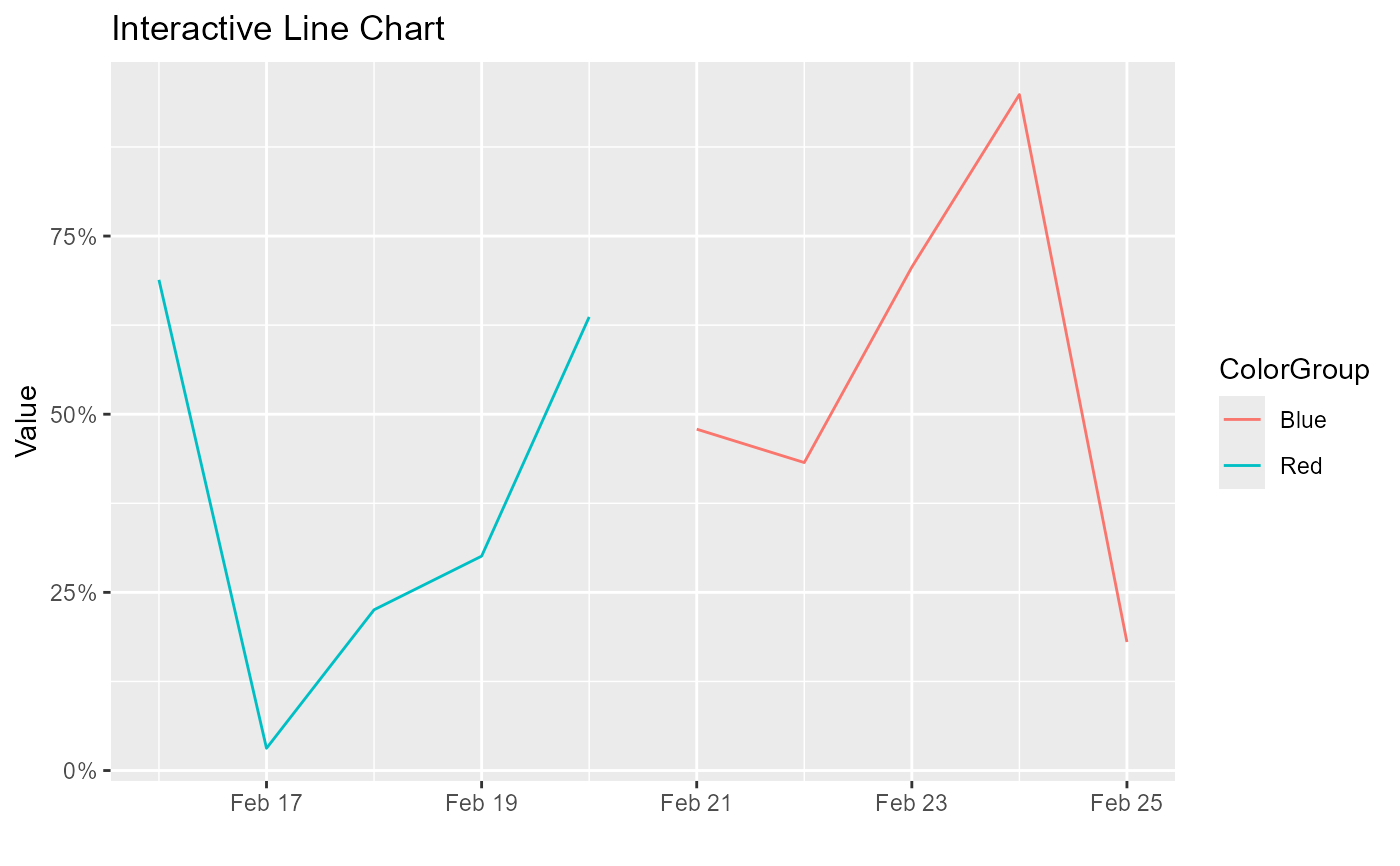 Interactive Line Chart
Value
75%
50%
25%
0%
Feb 17
Feb 19
Feb 21
Feb 23
Feb 25
ColorGroup
Blue
Red